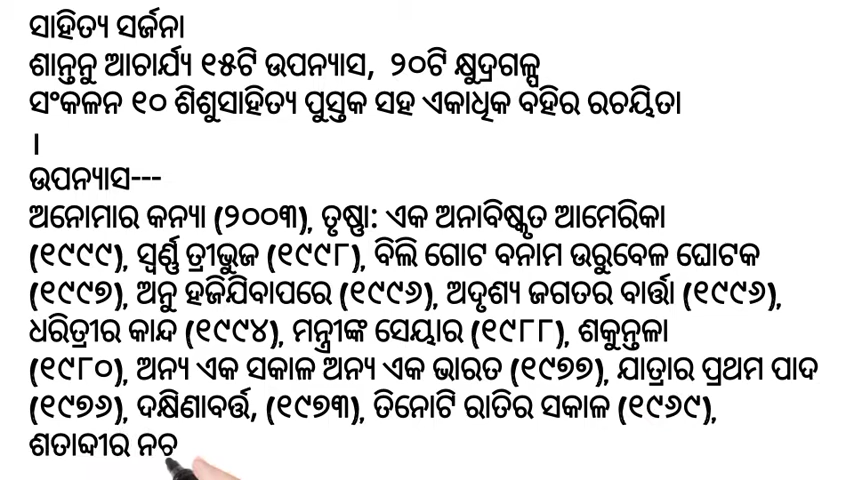 ସାହିତ୍ୟ ସର୍ଜନା
ଶାନ୍ତନୁ ଆଚାର୍ଯ୍ୟ ୧୫ଟି ଉପନ୍ୟାସ, ୨୦ଟି କ୍ଷୁଦ୍ରଗଳ୍ପ
ସଂକଳନ ୧୦ ଶିଶୁସାହିତ୍ୟ ପୁସ୍ତକ ସହ ଏକାଧିକ ବହିର ରଚୟିତା
।
ଉପନ୍ୟାସ---
ଅନୋମାର କନ୍ୟା (୨୦୦୩), ତୃଷ୍ଣା: ଏକ ଅନାବିଷ୍କୃତ ଆମେରିକା
(୧୯୯୯), ସ୍ୱର୍ଣ୍ଣ ତ୍ରୀଭୁଜ (୧୯୯୮), ବିଲି ଗୋଟ ବନାମ ଉରୁବେଳ ଘୋଟକ
(୧୯୯୭), ଅନୁ ହଜିଯିବାପରେ (୧୯୯୬), ଅଦୃଶ୍ୟ ଜଗତର ବାର୍ତ୍ତା (୧୯୯୬),
ଧରିତ୍ରୀର କାନ୍ଦ (୧୯୯୪), ମନ୍ତ୍ରୀଙ୍କ ସେୟାର (୧୯୮୮), ଶକୁନ୍ତଳା
(୧୯୮୦), ଅନ୍ୟ ଏକ ସକାଳ ଅନ୍ୟ ଏକ ଭାରତ (୧୯୭୭), ଯାତ୍ରାର ପ୍ରଥମ ପାଦ
(୧୯୭୬), ଦକ୍ଷିଣାବର୍ତ୍ତ, (୧୯୭୩), ତିନୋଟି ରାତିର ସକାଳ (୧୯୬୯),
ଶତାବ୍ଦୀର ନଚ